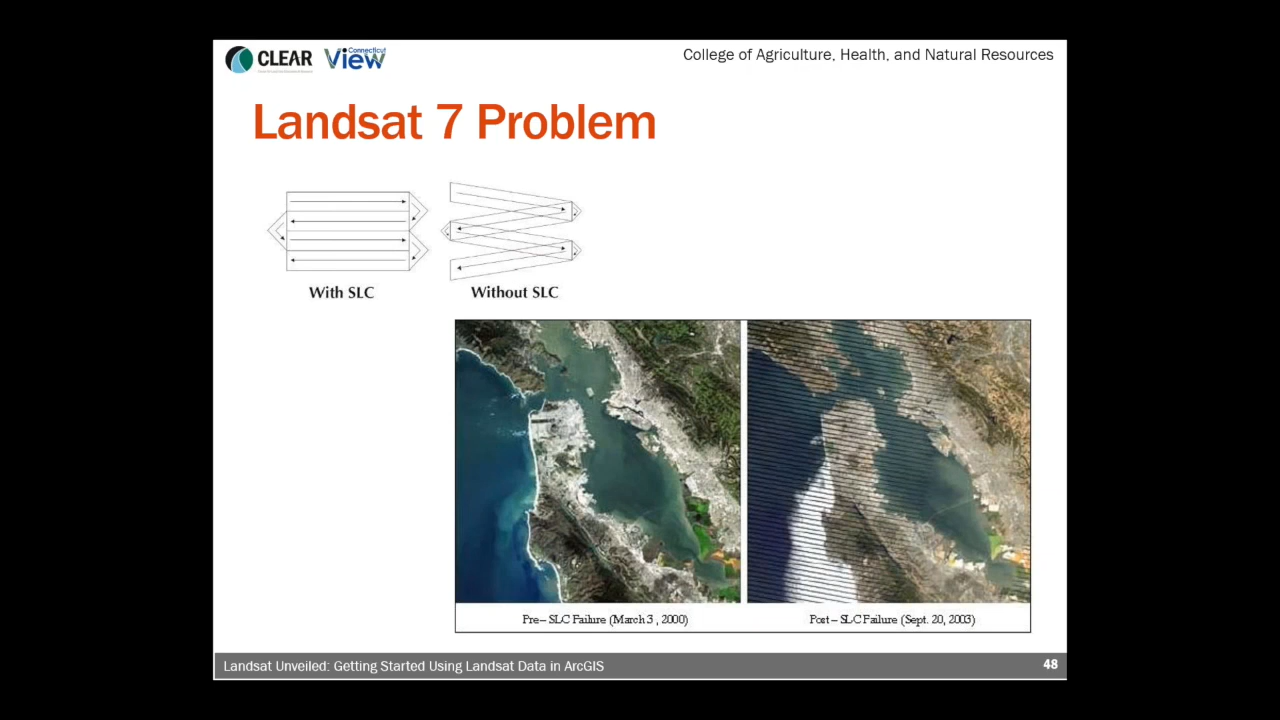 CLEAR Connecticut View
College of Agriculture, Health, and Natural Resources
Landsat 7 Problem
With SLC
Without SLC
Pre– SLC Failure (March 3 , 2000)
Post – SLC Failure (Sept. 20, 2003)
Landsat Unveiled: Getting Started Using Landsat Data in ArcGIS
48